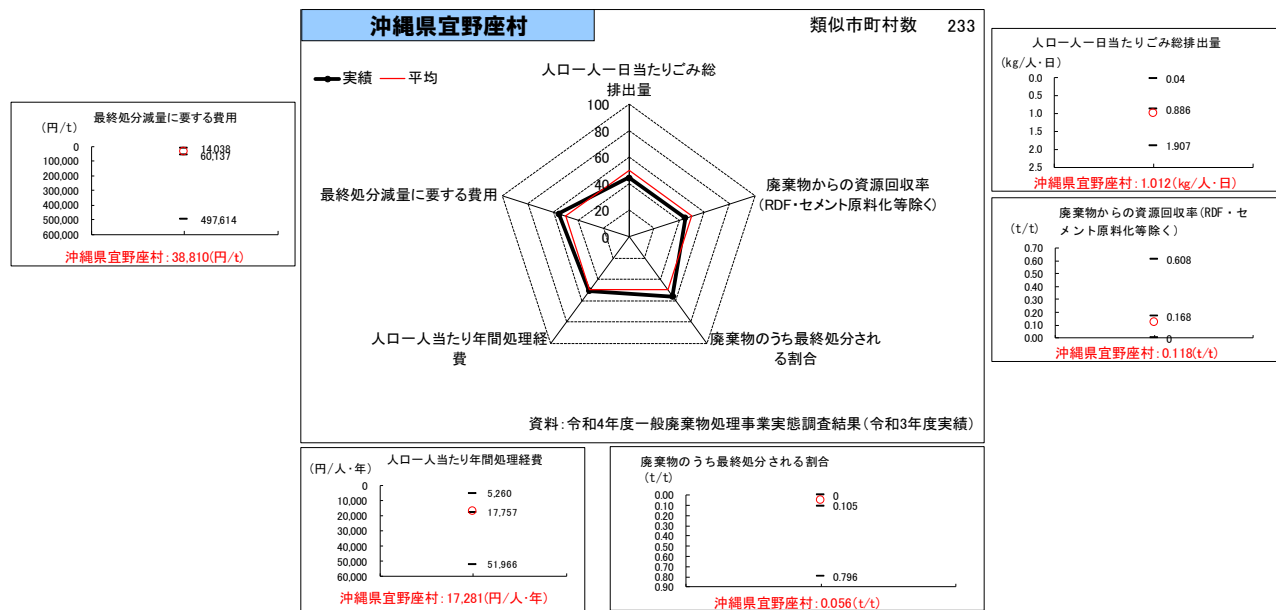 沖縄県宜野座村
類似市町村数 233
実績 平均
人口一人一日当たりごみ総
排出量
廃棄物からの資源回収率
(RDF・セメント原料化等除く)
廃棄物のうち最終処分され
る割合
人口一人当たり年間処理経
費
最終処分減量に要する費用
100
80
60
40
20
0
資料:令和4年度一般廃棄物処理事業実態調査結果(令和3年度実績)
最終処分減量に要する費用
(円/t)
0
100,000
200,000
300,000
400,000
500,000
600,000
14,038
60,137
497,614
沖縄県宜野座村:38,810(円/t)
人口一人一日当たりごみ総排出量
(kg/人・日)
0.0
0.5
1.0
1.5
2.0
2.5
0.04
0.886
1.907
沖縄県宜野座村:1.012(kg/人・日)
廃棄物からの資源回収率(RDF・セ
メント原料化等除く)
(t/t)
0.70
0.60
0.50
0.40
0.30
0.20
0.10
0.00
0.608
0.168
0
沖縄県宜野座村:0.118(t/t)
人口一人当たり年間処理経費
(円/人・年)
0
10,000
20,000
30,000
40,000
50,000
60,000
5,260
17,757
51,966
沖縄県宜野座村:17,281(円/人・年)
廃棄物のうち最終処分される割合
(t/t)
0.00
0.10
0.20
0.30
0.40
0.50
0.60
0.70
0.80
0.90
0
0.105
0.796
沖縄県宜野座村:0.056(t/t)